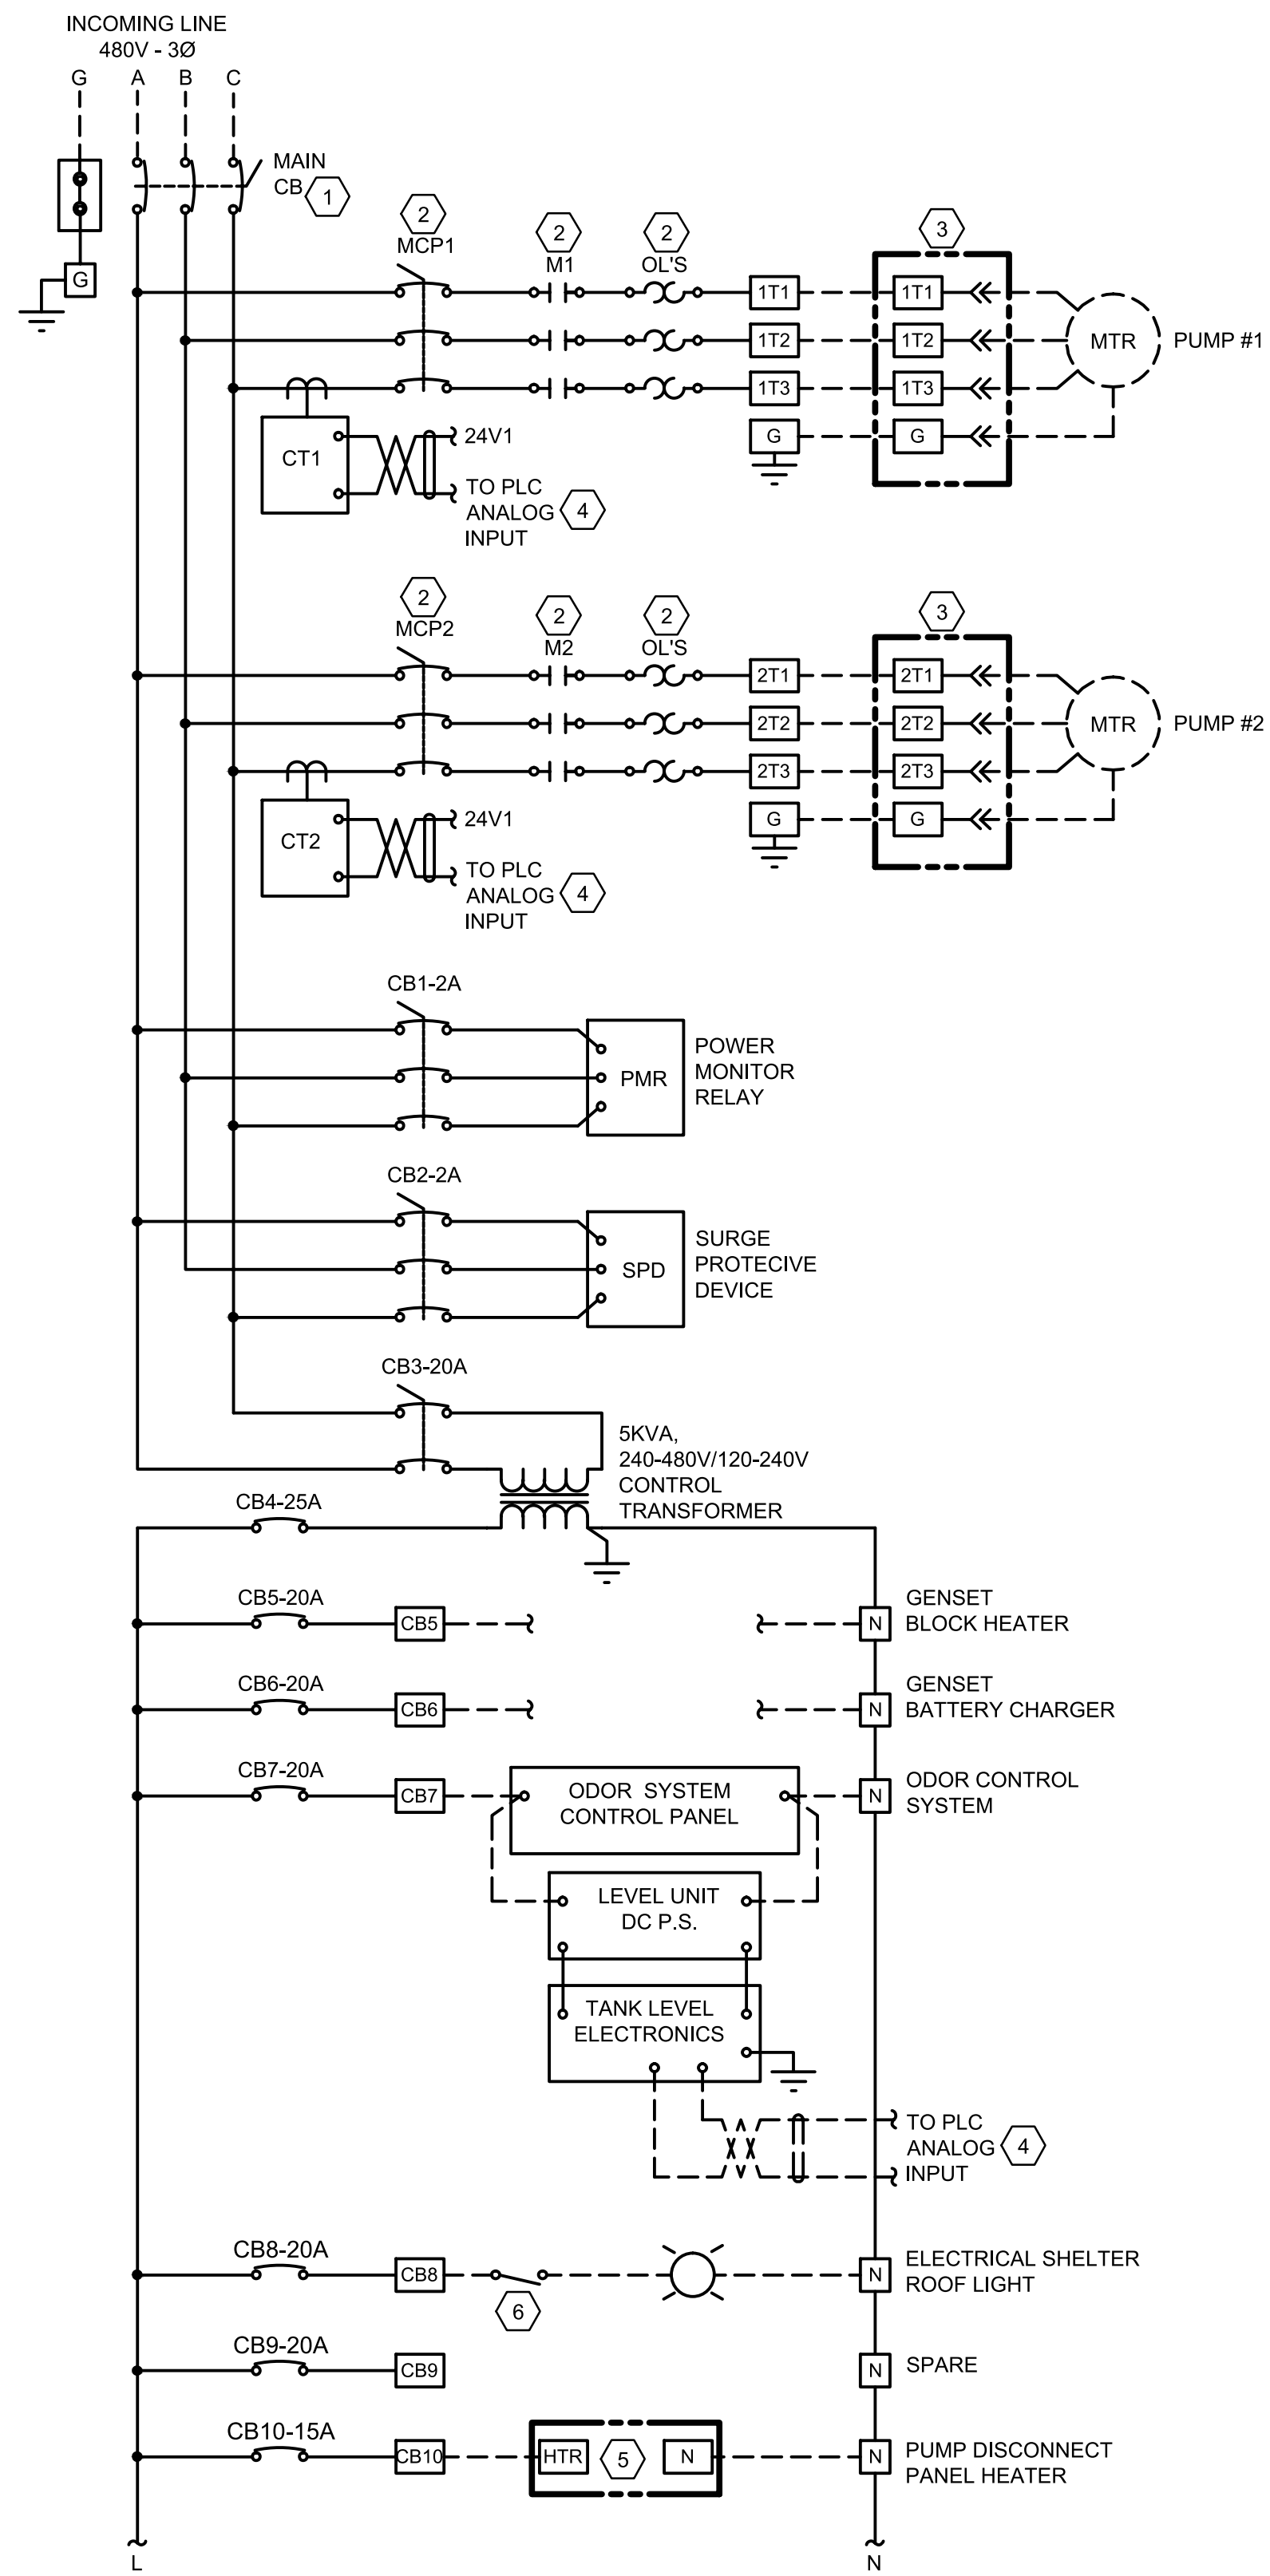 INCOMING LINE
480V - 3Ø
G A B C
MAIN
CB 1
G
2
MCP1
2
M1
2
OL'S
3
1T1 1T1
1T2 1T2 MTR PUMP #1
1T3 1T3
G G
CT1
24V1
TO PLC
ANALOG 4
INPUT
2
MCP2
2
M2
2
OL'S
3
2T1 2T1
2T2 2T2 MTR PUMP #2
2T3 2T3
G G
CT2
24V1
TO PLC
ANALOG 4
INPUT
CB1-2A
PMR
POWER
MONITOR
RELAY
CB2-2A
SPD
SURGE
PROTECIVE
DEVICE
CB3-20A
5KVA,
240-480V/120-240V
CONTROL
TRANSFORMER
CB4-25A
CB5-20A
CB5 N
GENSET
BLOCK HEATER
CB6-20A
CB6 N
GENSET
BATTERY CHARGER
CB7-20A
CB7
ODOR SYSTEM
CONTROL PANEL
N
ODOR CONTROL
SYSTEM
LEVEL UNIT
DC P.S.
TANK LEVEL
ELECTRONICS
TO PLC
ANALOG 4
INPUT
CB8-20A
CB8
6
N
ELECTRICAL SHELTER
ROOF LIGHT
CB9-20A
CB9 N SPARE
CB10-15A
CB10 HTR 5 N N
PUMP DISCONNECT
PANEL HEATER
L N